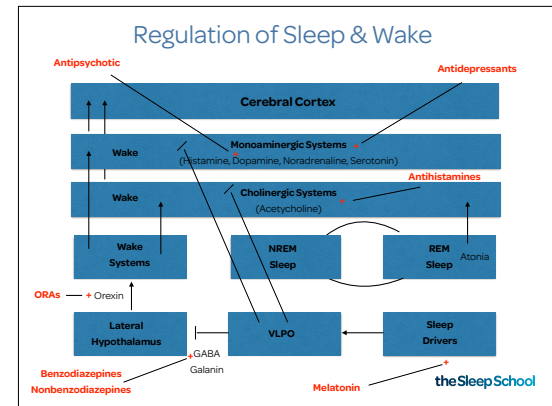 Regulation of Sleep & Wake
Antipsychotic
Antidepressants
Cerebral Cortex
Wake
Monoaminergic Systems
(Histamine, Dopamine, Noradrenaline, Serotonin)
Antihistamines
Wake
Cholinergic Systems
(Acetycholine)
Wake
Systems
NREM
Sleep
REM
Sleep
Atonia
ORAs
+ Orexin
Lateral
Hypothalamus
VLPO
Sleep
Drivers
+
GABA
Galanin
Benzodiazepines
Nonbenzodiazepines
Melatonin
+
theSleepSchool